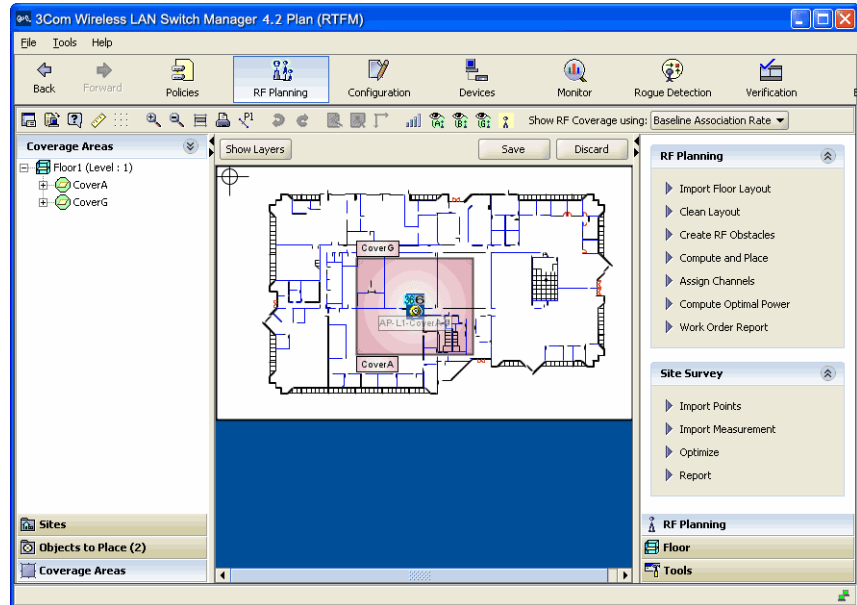 3Com Wireless LAN Switch Manager 4.2 Plan (RTFM)
File Tools Help
Back Forward Policies RF Planning Configuration Devices Monitor Rogue Detection Verification
Show RF Coverage using: Baseline Association Rate
Coverage Areas
Floor1 (Level : 1)
CoverA
CoverG
Sites
Objects to Place (2)
Coverage Areas
Show Layers Save Discard
CoverG
36 6
CoverA
RF Planning
Import Floor Layout
Clean Layout
Create RF Obstacles
Compute and Place
Assign Channels
Compute Optimal Power
Work Order Report
Site Survey
Import Points
Import Measurement
Optimize
Report
RF Planning
Floor
Tools